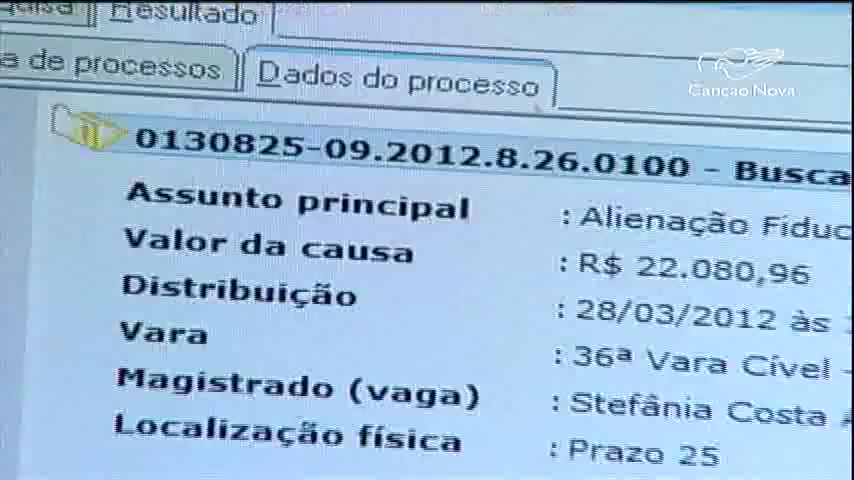 Resultado
a de processos
Dados do processo
Canção Nova
0130825-09.2012.8.26.0100 - Busca
Assunto principal : Alienação Fiduc
Valor da causa : R$ 22.080,96
Distribuição : 28/03/2012 às
Vara : 36ª Vara Cível -
Magistrado (vaga) : Stefânia Costa
Localização física : Prazo 25